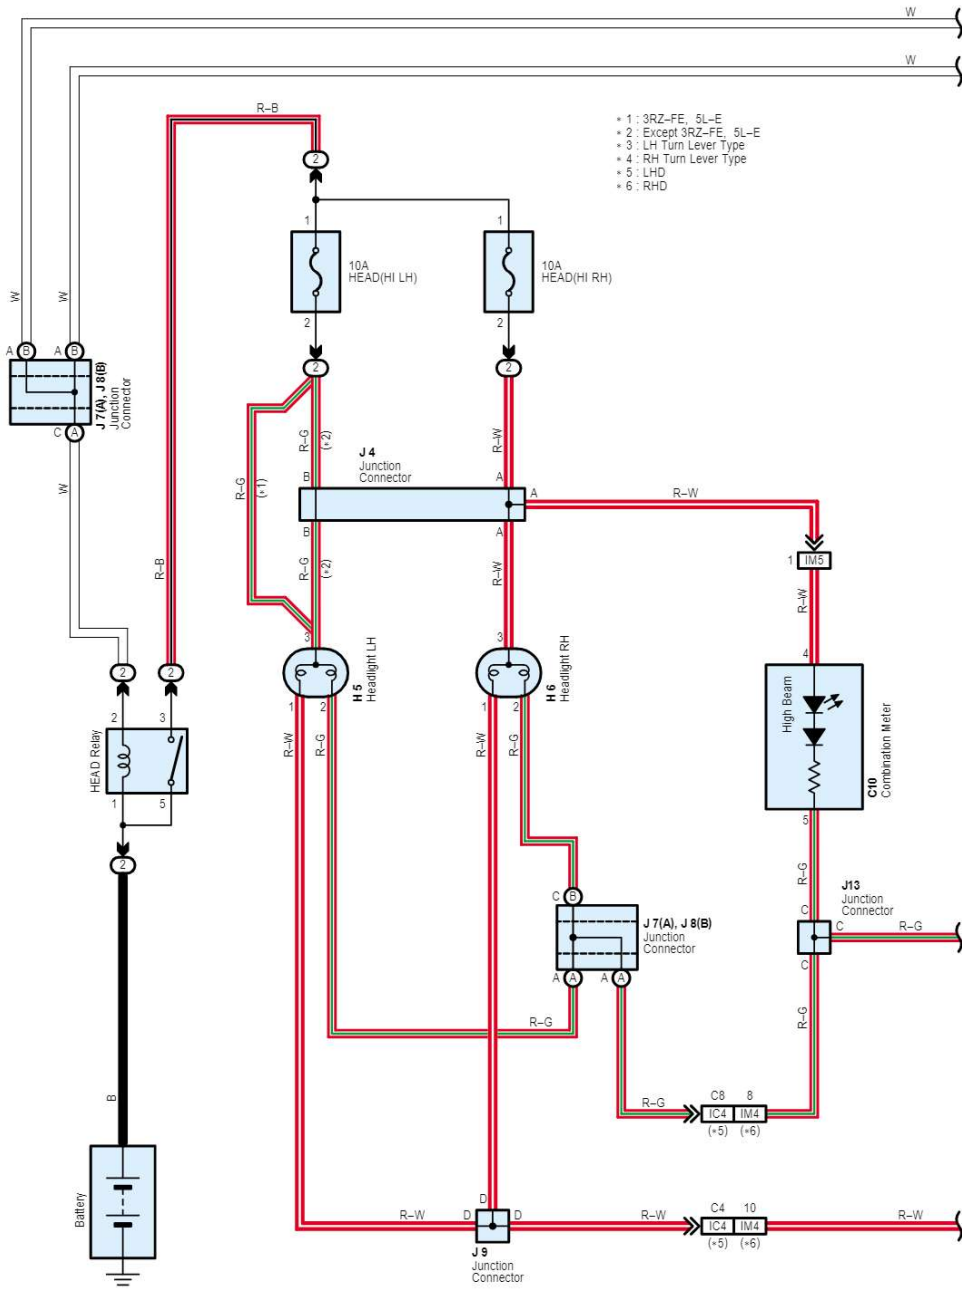 W
W
R–B
* 1 : 3RZ–FE, 5L–E
* 2 : Except 3RZ–FE, 5L–E
* 3 : LH Turn Lever Type
* 4 : RH Turn Lever Type
* 5 : LHD
* 6 : RHD
2
1
1
10A
HEAD(HI LH)
10A
HEAD(HI RH)
W
W
2
2
A B
A B
2
2
J 7(A), J 8(B)
Junction
Connector
C A
W
R–G
(*2)
R–W
J 4
Junction
Connector
B
A
R–G
(*1)
A
R–W
B
A
R–B
R–G
(*2)
R–W
1 IM5
R–W
3
3
4
2
2
H 5
Headlight LH
H 6
Headlight RH
1
2
1
2
2
3
HEAD Relay
R–W
R–G
R–W
R–G
High Beam
C10
Combination Meter
1
5
5
2
R–G
J13
Junction
Connector
C B
C
C
R–G
J 7(A), J 8(B)
Junction
Connector
C
A A
A A
R–G
R–G
B
R–G
C8
8
IC4
IM4
(*5)
(*6)
Battery
D
R–W
D
D
R–W
C4
10
IC4
IM4
R–W
(*5)
(*6)
J 9
Junction
Connector